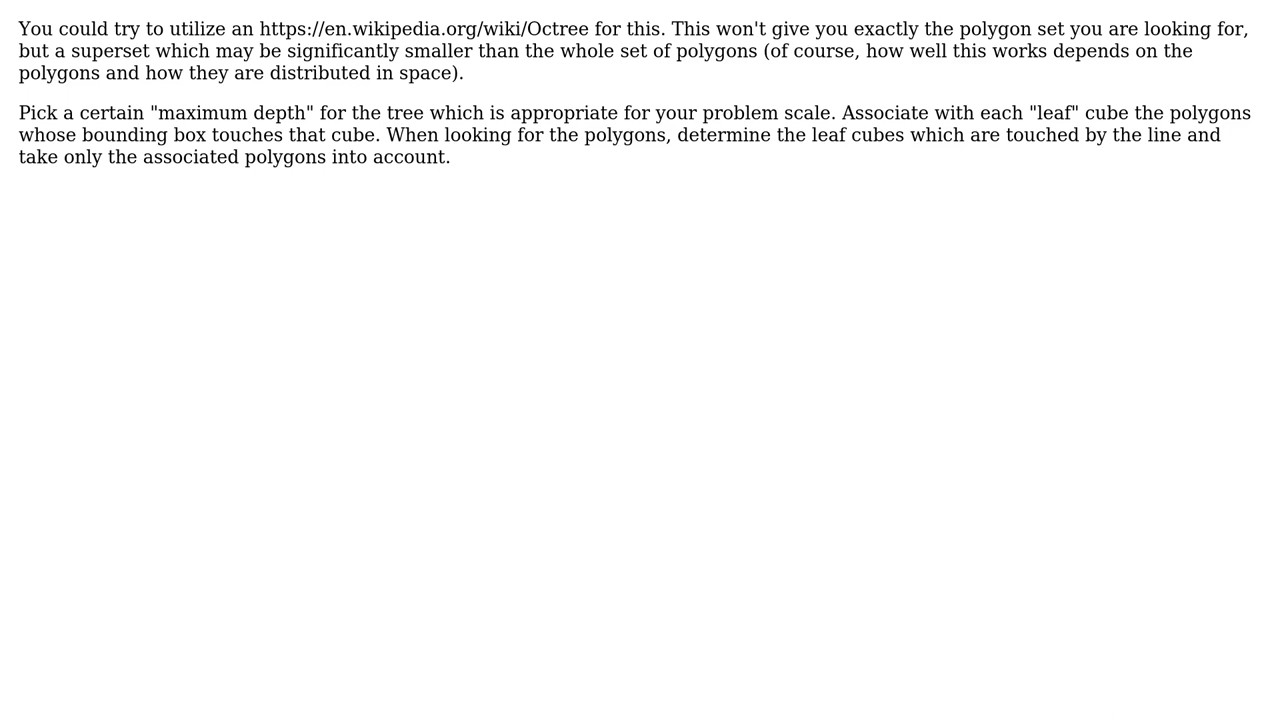 You could try to utilize an https://en.wikipedia.org/wiki/Octree for this. This won't give you exactly the polygon set you are looking for,
but a superset which may be significantly smaller than the whole set of polygons (of course, how well this works depends on the
polygons and how they are distributed in space).
Pick a certain "maximum depth" for the tree which is appropriate for your problem scale. Associate with each "leaf" cube the polygons
whose bounding box touches that cube. When looking for the polygons, determine the leaf cubes which are touched by the line and
take only the associated polygons into account.